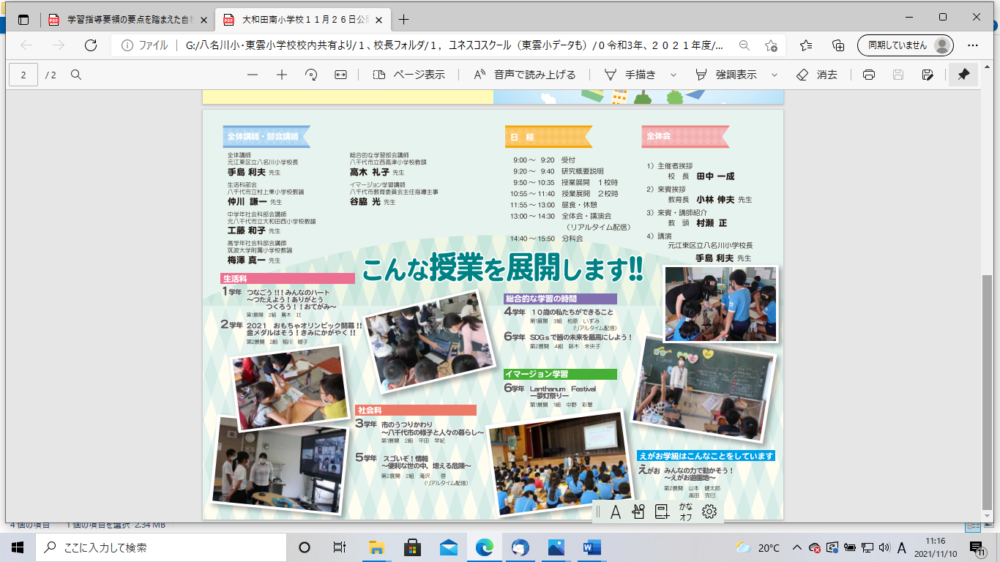 学習指導要領の要点を踏まえた自
大和田南小学校１１月２６日公開
ファイル
G:/八名川小・東雲小学校校内共有より/１、校長フォルダ/１，ユネスコスクール（東雲小データも）/０令和3年、２０２１年度/...
同期していません
2 / 2
ページ表示
音声で読み上げる
手描き
強調表示
消去
全体講師・部会講師
全体講師
元江東区立八名川小学校長
手島 利夫 先生
生活科部会
八千代市立村上東小学校教諭
仲川 謙一 先生
中学年社会科部会講師
元八千代市立大和田西小学校教諭
工藤 和子 先生
高学年社会科部会講師
筑波大学附属小学校教諭
梅澤 真一 先生
総合的な学習部会講師
八千代市立西高津小学校教頭
高木 礼子 先生
イマージョン学習講師
八千代市教育委員会主任指導主事
谷脇 光 先生
日 程
9:00～ 9:20 受付
9:20～ 9:40 研究概要説明
9:50～10:35 授業展開 １校時
10:55～11:40 授業展開 ２校時
11:55～13:00 昼食・休憩
13:00～14:30 全体会・講演会
（リアルタイム配信）
14:40～15:50 分科会
全体会
1）主催者挨拶
校 長 田中 一成
2）来賓挨拶
教育長 小林 伸夫 先生
3）来賓・講師紹介
教 頭 村瀬 正
4）講演
元江東区立八名川小学校長
手島 利夫 先生
こんな授業を展開します!!
生活科
1学年 つなごう!!!みんなのハート
～つたえよう！ありがとう
つくろう！！おてがみ～
第1展開 2組 蔦木
2学年 2021 おもちゃオリンピック開幕!!
金メダルはそう！きみにかがやく!!
第2展開 2組 稲川 綾子
社会科
3学年 市のうつりかわり
～八千代市の様子と人々の暮らし～
第1展開 2組 平田 早紀
5学年 スゴいぞ！情報
～便利な世の中，増える危険～
第2展開 2組 滝沢 啓
（リアルタイム配信）
総合的な学習の時間
4学年 １０歳の私たちができること
第1展開 3組 柏原 いずみ
（リアルタイム配信）
6学年 SDGsで皆の未来を最高にしよう！
第2展開 4組 鈴木 未央子
イマージョン学習
6学年 Lanthanum Festival
ー夢灯祭りー
第1展開 1組 中野 彩華
えがお学級はこんなことをしています
えがお みんなの力で動かそう！
～えがお遊園地～
第2展開 山本 健太郎
高田 克巳
A
かな
オフ
4 個の項目
1 個の項目を選択 2.34 MB
ここに入力して検索
20℃
A
11:16
2021/11/10
11